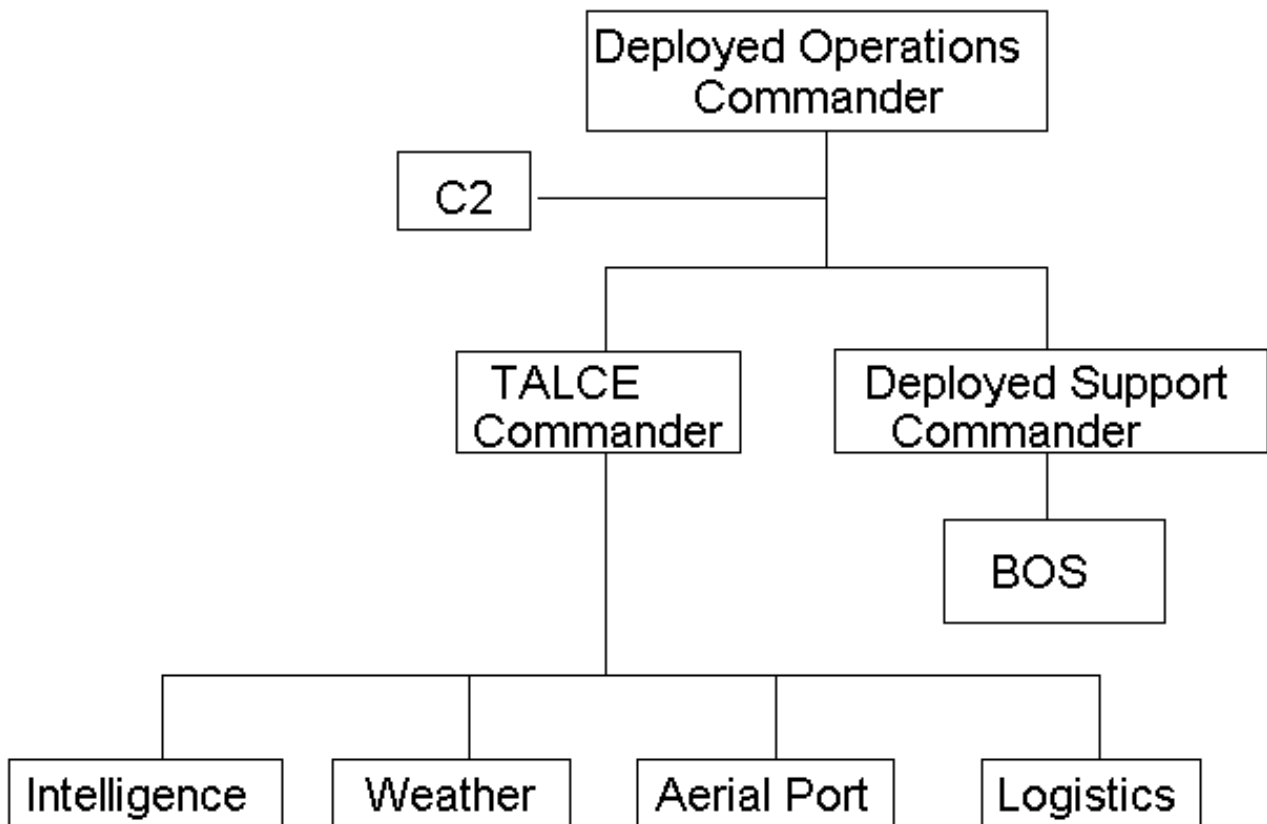 Deployed Operations
Commander
C2
TALCE
Commander
Deployed Support
Commander
BOS
Intelligence
Weather
Aerial Port
Logistics